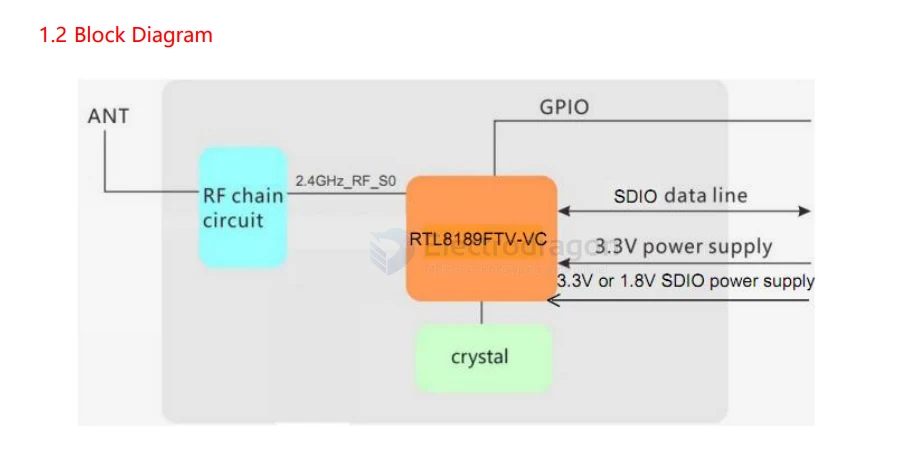 1.2 Block Diagram
ANT
GPIO
RF chain
circuit
2.4GHz_RF_S0
SDIO data line
RTL8189FTV-VC
Electrodragon
3.3V power supply
3.3V or 1.8V SDIO power supply
crystal